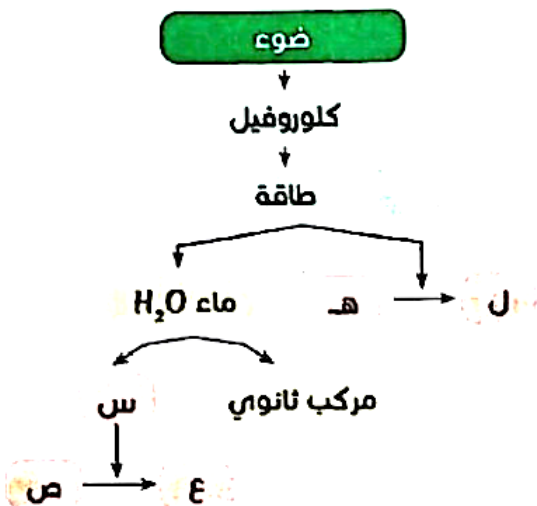 ضوء
كلوروفيل
طاقة
ماء H₂O
هـ
ل
س
مركب ثانوي
ص
ع